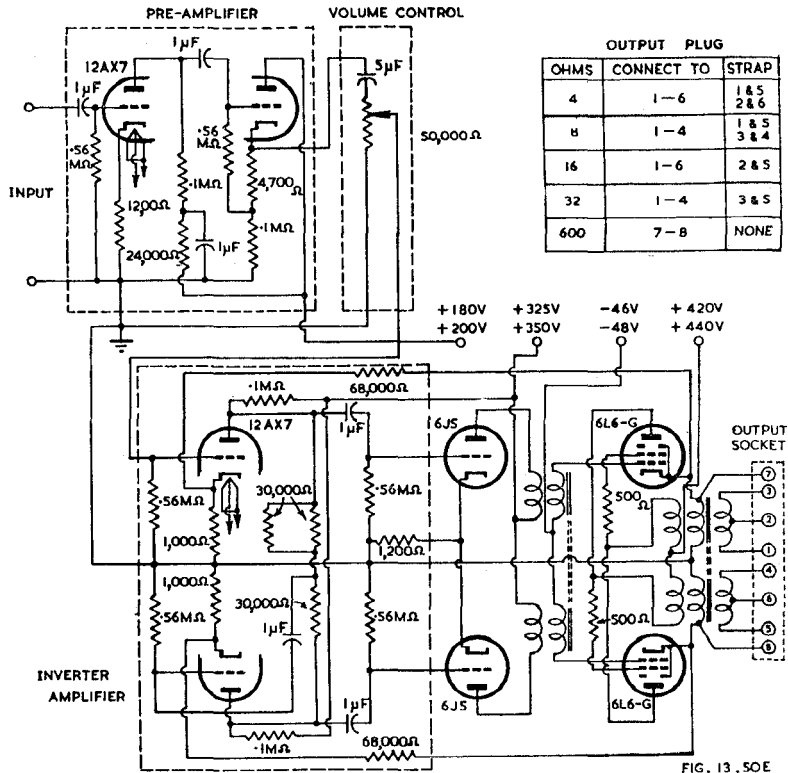 PRE-AMPLIFIER
VOLUME CONTROL
12AX7
1µF
1µF
5µF
50,000Ω
.56
MΩ
.56
MΩ
.1MΩ
4,700
Ω
INPUT
1200Ω
24,000Ω
1µF
.1MΩ
OUTPUT PLUG
OHMS CONNECT TO STRAP
4 1-6 1 & 5
2 & 6
8 1-4 1 & 5
3 & 4
16 1-6 2 & 5
32 1-4 3 & 5
600 7-8 NONE
+180V +325V -46V +420V
+200V +350V -48V +440V
68,000Ω
.1MΩ
12AX7
1µF
6J5
6L6-G
OUTPUT
SOCKET
.56MΩ
30,000Ω
.56MΩ
500
Ω
1,000Ω
1,200Ω
1,000Ω
30,000Ω
.56MΩ
1µF
.56MΩ
500Ω
7
3
2
1
4
6
5
8
INVERTER
AMPLIFIER
1µF
6J5
6L6-G
.1MΩ
68,000Ω
FIG. 13.50E